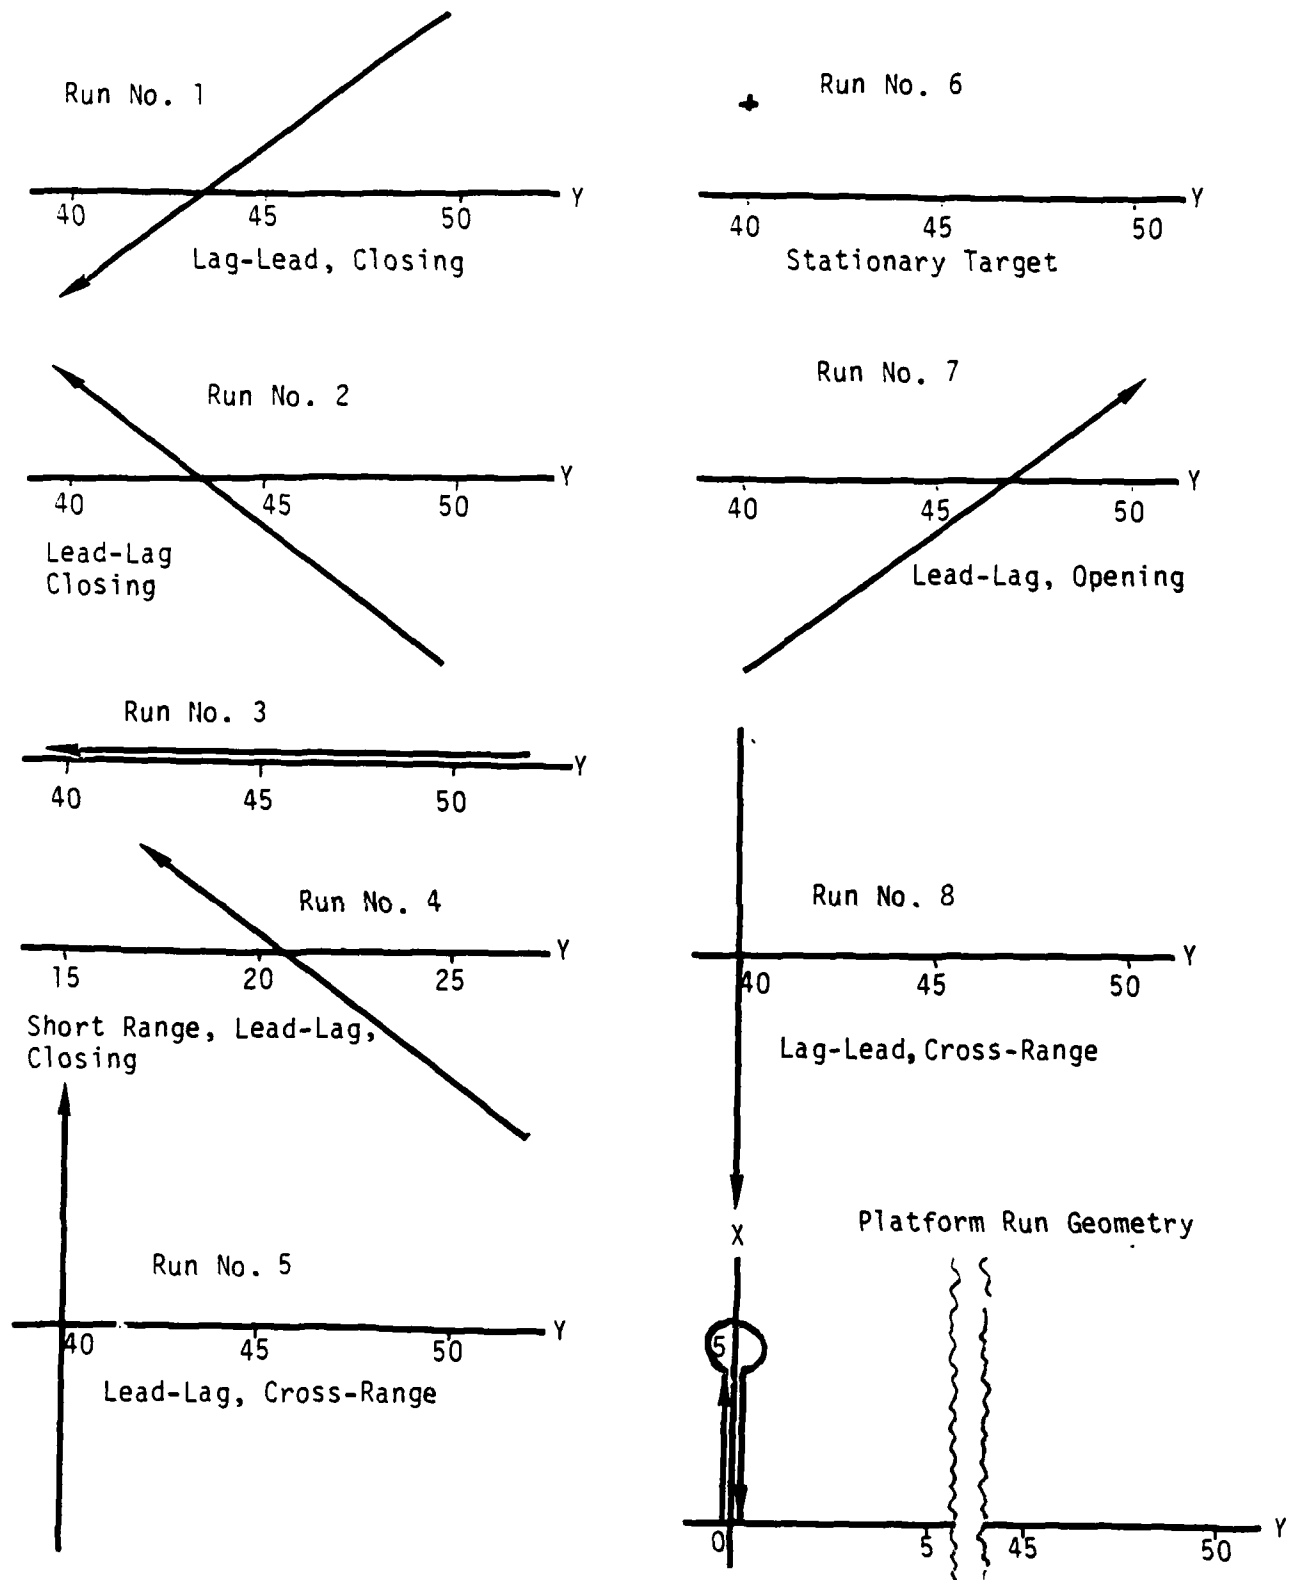 Run No. 1
40 45 50 Y
Lag-Lead, Closing
Run No. 2
40 45 50 Y
Lead-Lag
Closing
Run No. 3
40 45 50 Y
Run No. 4
15 20 25 Y
Short Range, Lead-Lag,
Closing
Run No. 5
40 45 50 Y
Lead-Lag, Cross-Range
Run No. 6
40 45 50 Y
Stationary Target
Run No. 7
40 45 50 Y
Lead-Lag, Opening
Run No. 8
40 45 50 Y
Lag-Lead, Cross-Range
Platform Run Geometry
X
5
0 5 45 50 Y